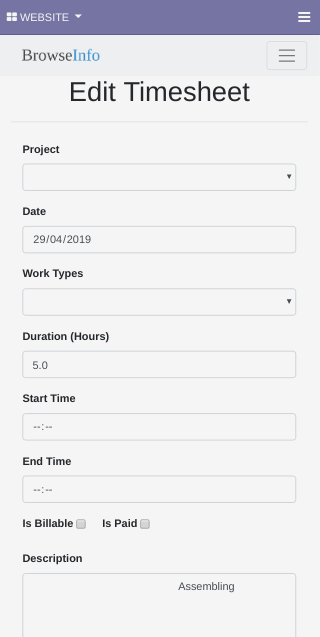 WEBSITE
BrowseInfo
Edit Timesheet
Project
Date
29/04/2019
Work Types
Duration (Hours)
5.0
Start Time
--:--
End Time
--:--
Is Billable Is Paid
Description
Assembling